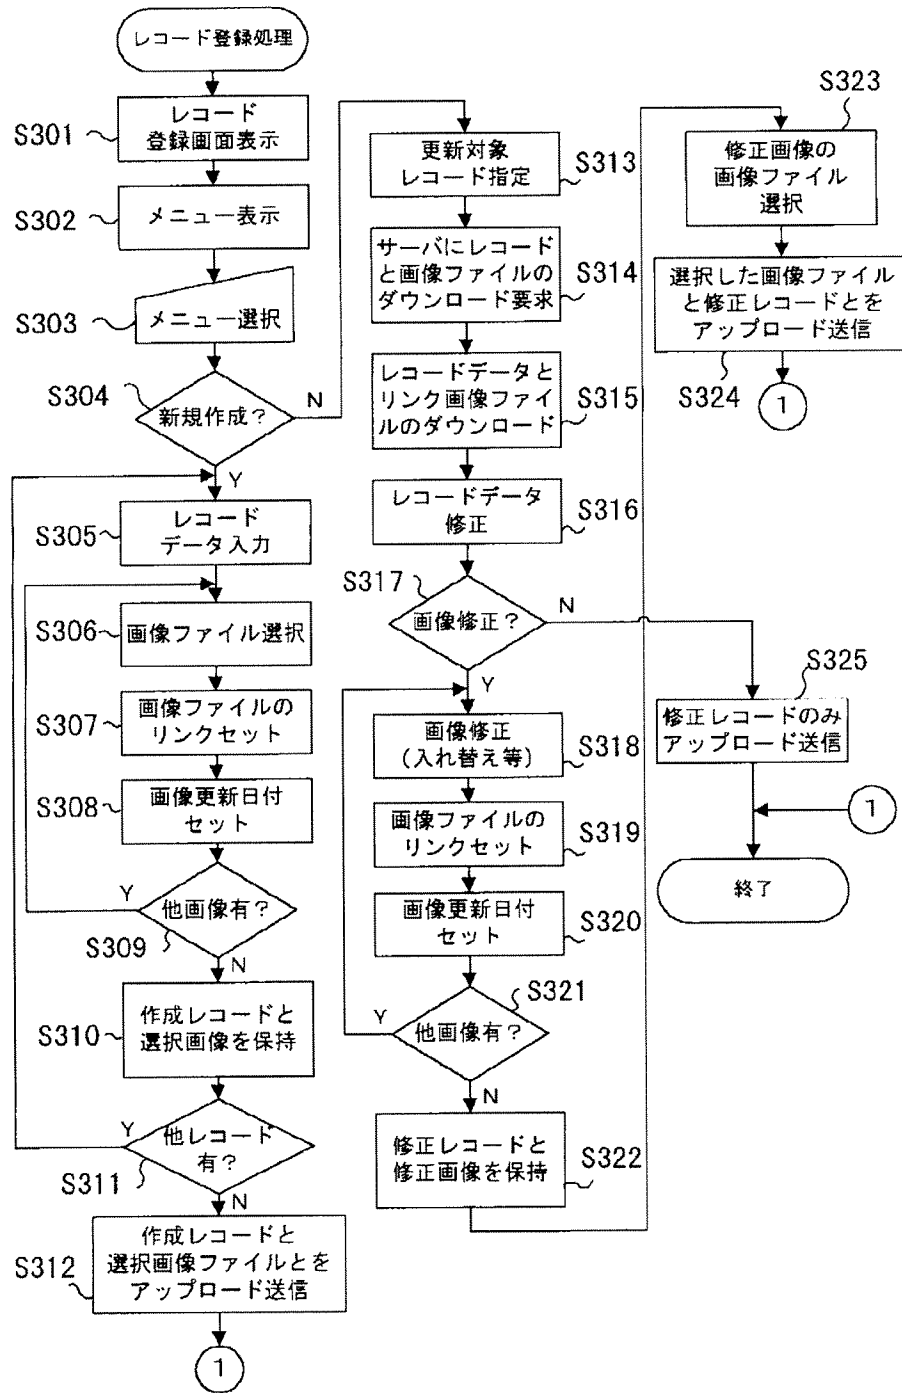 レコード登録処理
S301
レコード
登録画面表示
S302
メニュー表示
S303
メニュー選択
S304
新規作成？
N
Y
S305
レコード
データ入力
S306
画像ファイル選択
S307
画像ファイルの
リンクセット
S308
画像更新日付
セット
Y
他画像有？
S309
N
S310
作成レコードと
選択画像を保持
Y
他レコード
有？
S311
N
S312
作成レコードと
選択画像ファイルとを
アップロード送信
1
更新対象
レコード指定
S313
サーバにレコード
と画像ファイルの
ダウンロード要求
S314
レコードデータと
リンク画像ファイ
ルのダウンロード
S315
レコードデータ
修正
S316
S317
画像修正？
N
Y
画像修正
(入れ替え等)
S318
画像ファイルの
リンクセット
S319
画像更新日付
セット
S320
S321
Y
他画像有？
N
修正レコードと
修正画像を保持
S322
S323
修正画像の
画像ファイル
選択
選択した画像ファイル
と修正レコードとを
アップロード送信
S324
1
S325
修正レコードのみ
アップロード送信
1
終了